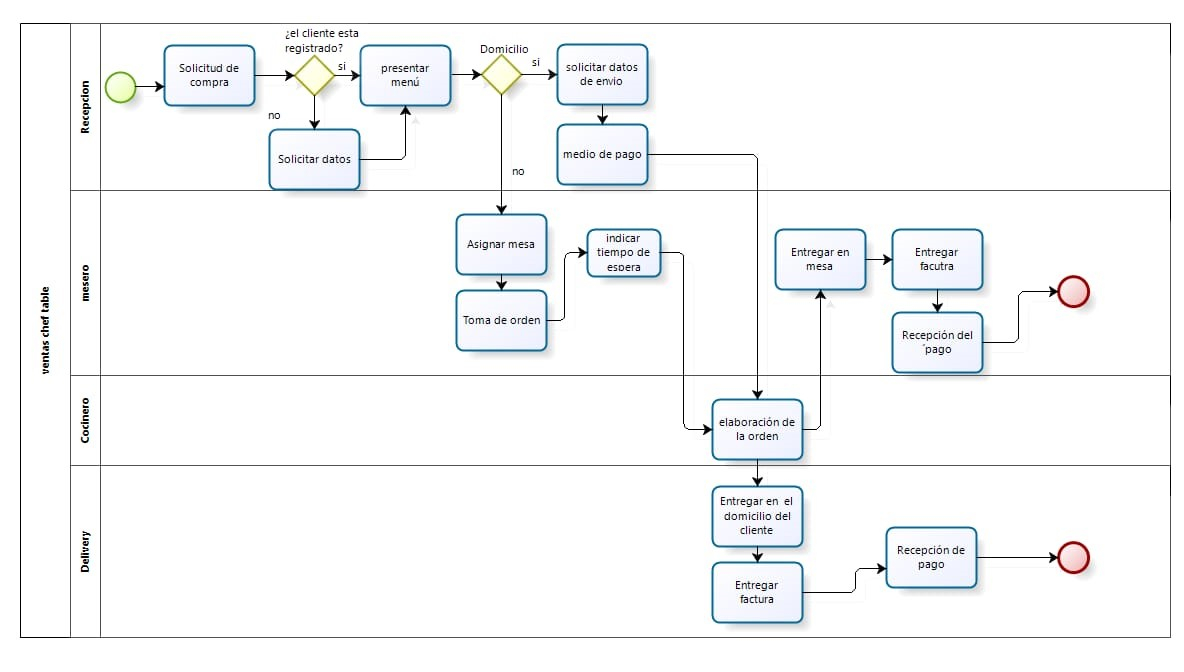 ventas chef table
Recepcion
Solicitud de
compra
¿el cliente esta
registrado?
si
no
Solicitar datos
presentar
menú
Domicilio
si
no
solicitar datos
de envio
medio de pago
mesero
Asignar mesa
Toma de orden
indicar
tiempo de
espera
Entregar en
mesa
Entregar
facutra
Recepción del
pago
Cocinero
elaboración de
la orden
Delivery
Entregar en el
domicilio del
cliente
Entregar
factura
Recepción de
pago